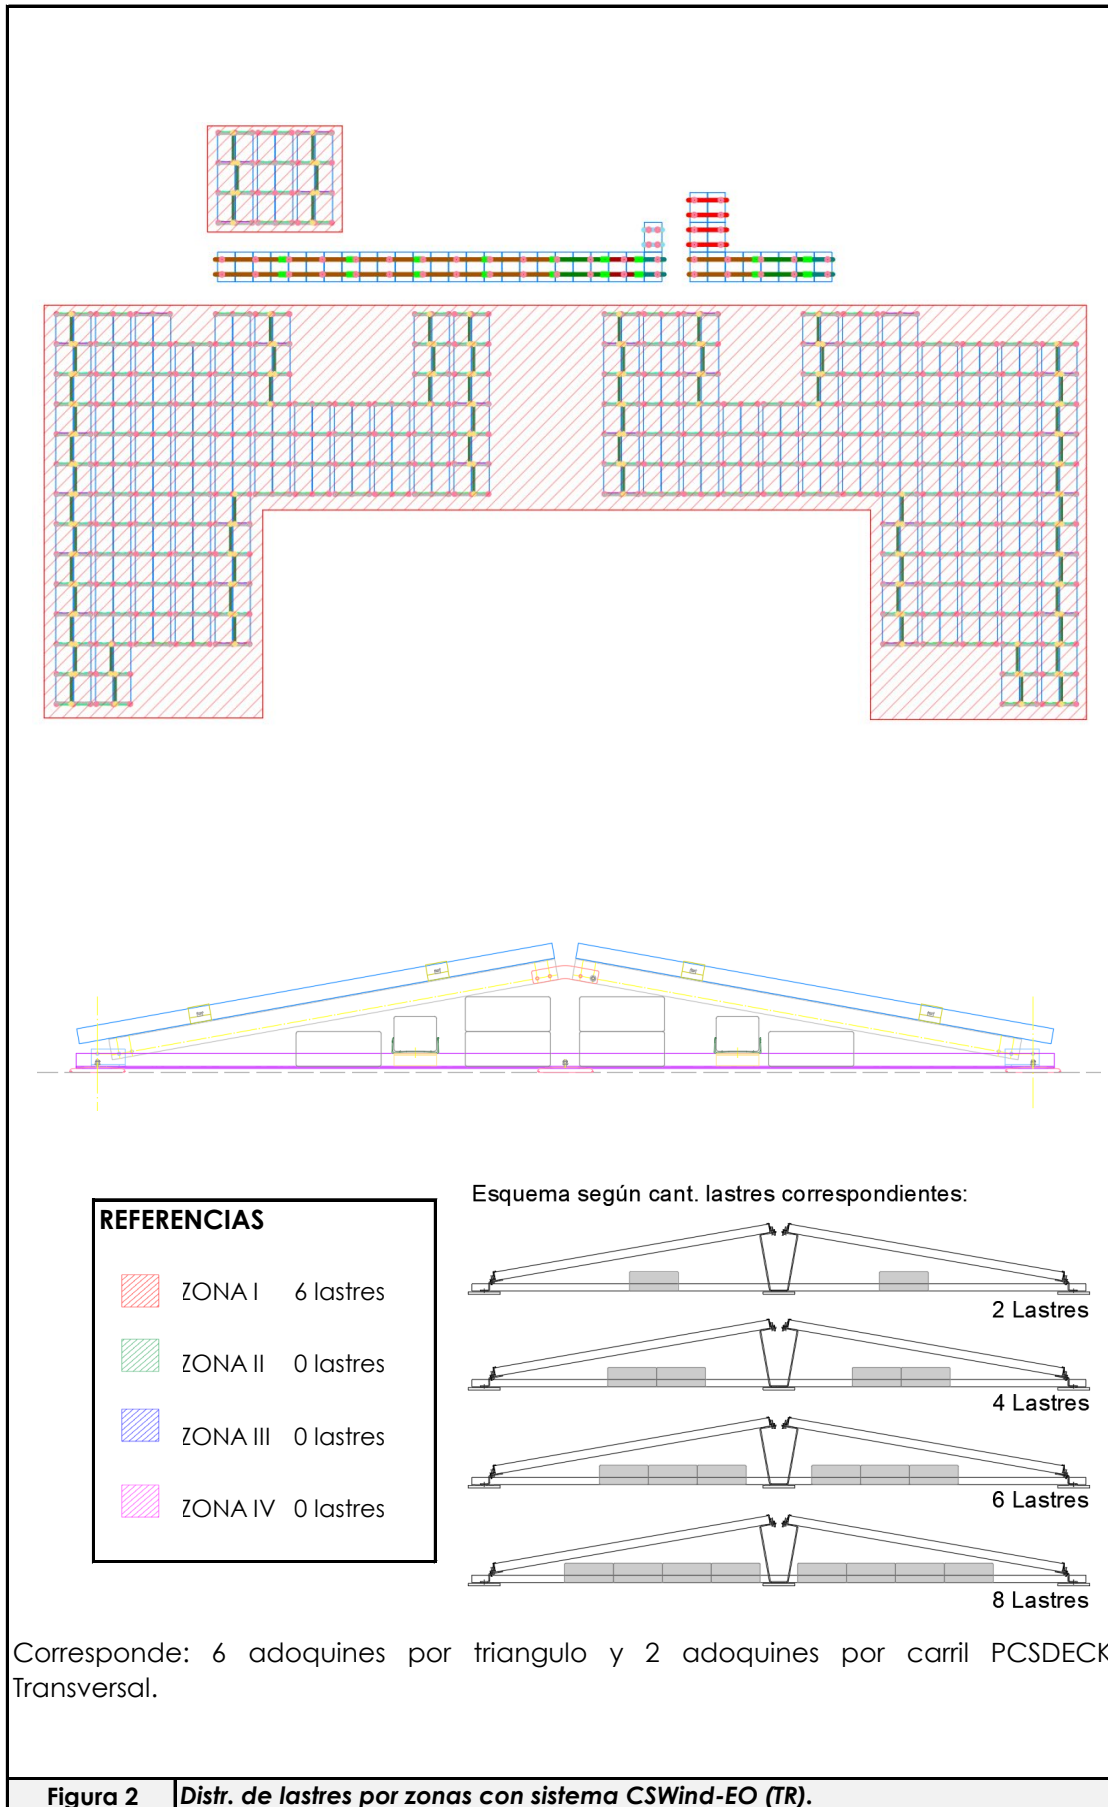 REFERENCIAS
ZONA I 6 lastres
ZONA II 0 lastres
ZONA III 0 lastres
ZONA IV 0 lastres
Esquema según cant. lastres correspondientes:
2 Lastres
4 Lastres
6 Lastres
8 Lastres
Corresponde: 6 adoquines por triangulo y 2 adoquines por carril PCSDECK
Transversal.
Figura 2 Distr. de lastres por zonas con sistema CSWind-EO (TR).